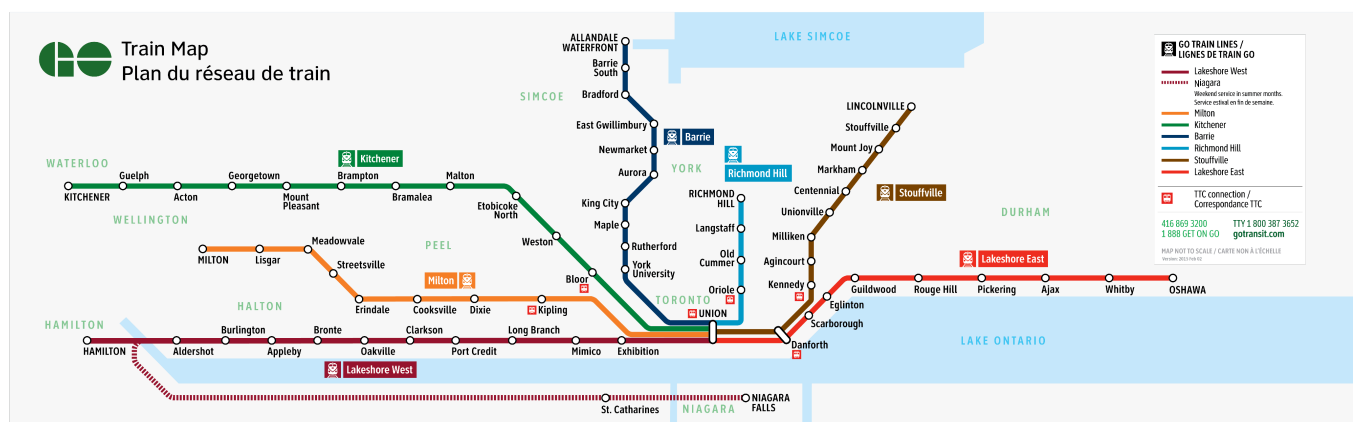 GO
Train Map
Plan du réseau de train
ALLANDALE
WATERFRONT
Barrie
South
Bradford
East Gwillimbury
Newmarket
Aurora
King City
Maple
Rutherford
York
University
LAKE SIMCOE
SIMCOE
Barrie
YORK
Richmond Hill
RICHMOND
HILL
Langstaff
Old
Cummer
Oriole
TORONTO
UNION
LINCOLNVILLE
Stouffville
Mount Joy
Markham
Centennial
Unionville
Milliken
Agincourt
Kennedy
Stouffville
DURHAM
WATERLOO
Kitchener
KITCHENER
Guelph
Acton
Georgetown
Mount
Pleasant
Brampton
Bramalea
Malton
Etobicoke
North
Weston
Bloor
WELLINGTON
PEEL
MILTON
Lisgar
Meadowvale
Streetsville
Erindale
Cooksville
Dixie
Kipling
Milton
HALTON
HAMILTON
HAMILTON
Aldershot
Burlington
Appleby
Bronte
Oakville
Clarkson
Port Credit
Long Branch
Mimico
Exhibition
Lakeshore West
Danforth
Scarborough
Eglinton
Guildwood
Rouge Hill
Pickering
Ajax
Whitby
OSHAWA
Lakeshore East
LAKE ONTARIO
St. Catharines
NIAGARA
NIAGARA
FALLS
GO TRAIN LINES /
LIGNES DE TRAIN GO
Lakeshore West
Niagara
Weekend service in summer months.
Service estival en fin de semaine.
Milton
Kitchener
Barrie
Richmond Hill
Stouffville
Lakeshore East
TTC connection /
Correspondance TTC
416 869 3200 TTY 1 800 387 3652
1 888 GET ON GO gotransit.com
MAP NOT TO SCALE / CARTE NON À L'ÉCHELLE